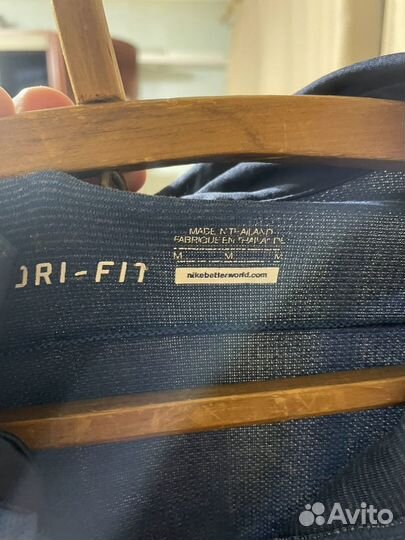 MADE IN THAILAND
FABRIQUE EN THAILANDE
M M M
DRI-FIT
nikebetterworld.com
Avito